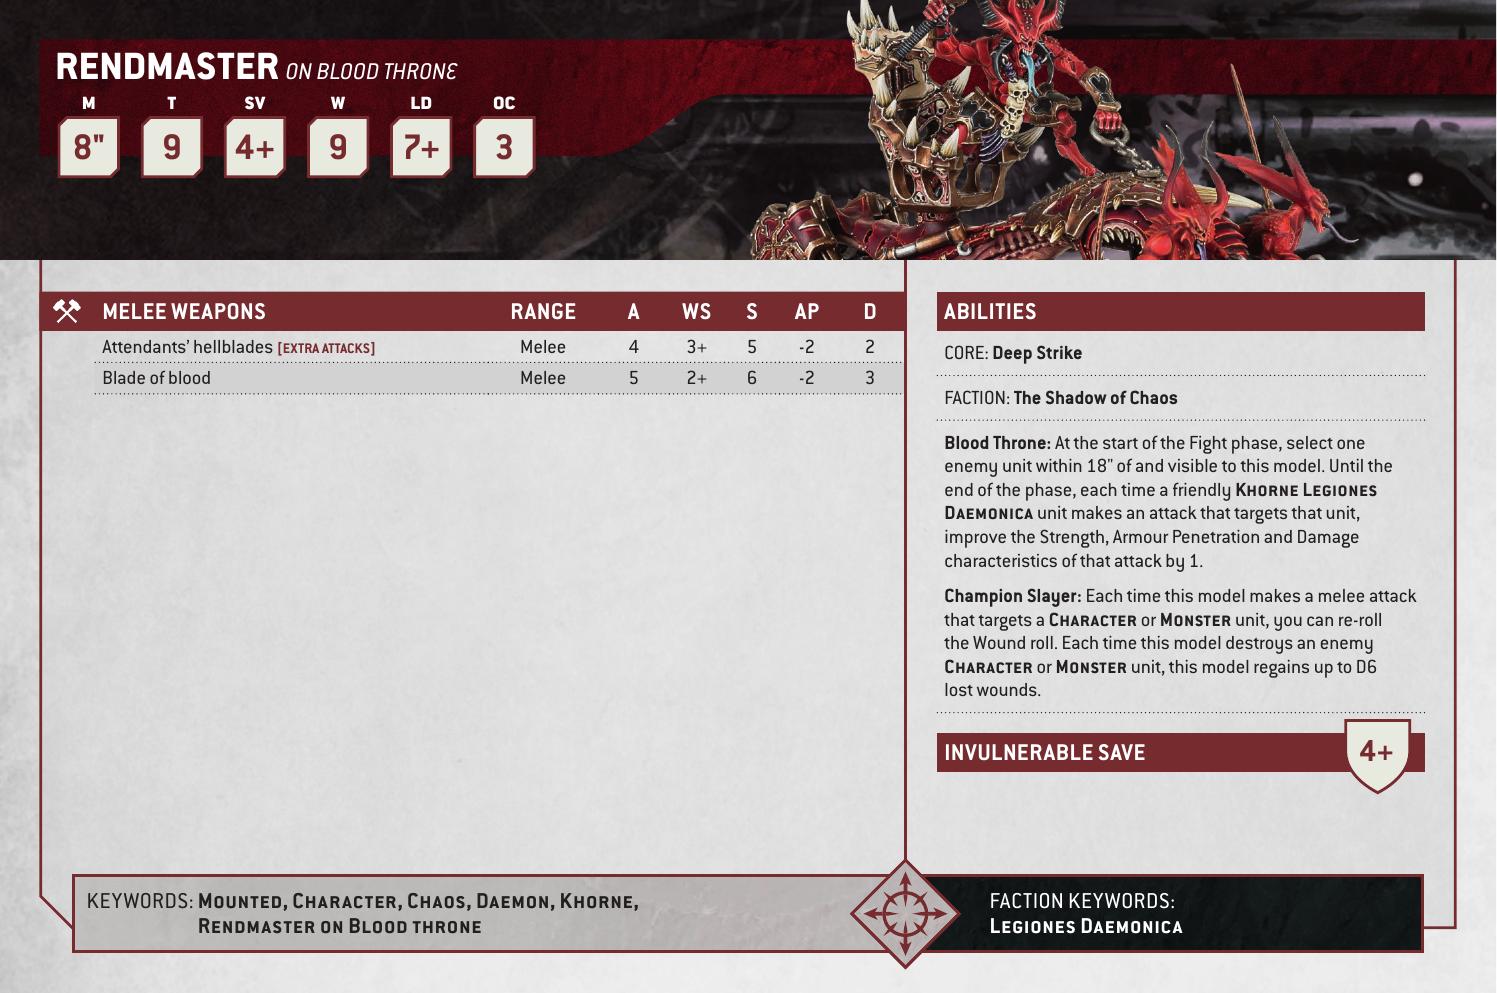 RENDMASTER ON BLOOD THRONE
M T SV W LD OC
8" 9 4+ 9 7+ 3
MELEE WEAPONS RANGE A WS S AP D
Attendants’ hellblades [EXTRA ATTACKS] Melee 4 3+ 5 -2 2
Blade of blood Melee 5 2+ 6 -2 3
ABILITIES
CORE: Deep Strike
FACTION: The Shadow of Chaos
Blood Throne: At the start of the Fight phase, select one
enemy unit within 18" of and visible to this model. Until the
end of the phase, each time a friendly KHORNE LEGIONES
DAEMONICA unit makes an attack that targets that unit,
improve the Strength, Armour Penetration and Damage
characteristics of that attack by 1.
Champion Slayer: Each time this model makes a melee attack
that targets a CHARACTER or MONSTER unit, you can re-roll
the Wound roll. Each time this model destroys an enemy
CHARACTER or MONSTER unit, this model regains up to D6
lost wounds.
INVULNERABLE SAVE 4+
KEYWORDS: MOUNTED, CHARACTER, CHAOS, DAEMON, KHORNE,
RENDMASTER ON BLOOD THRONE
FACTION KEYWORDS:
LEGIONES DAEMONICA